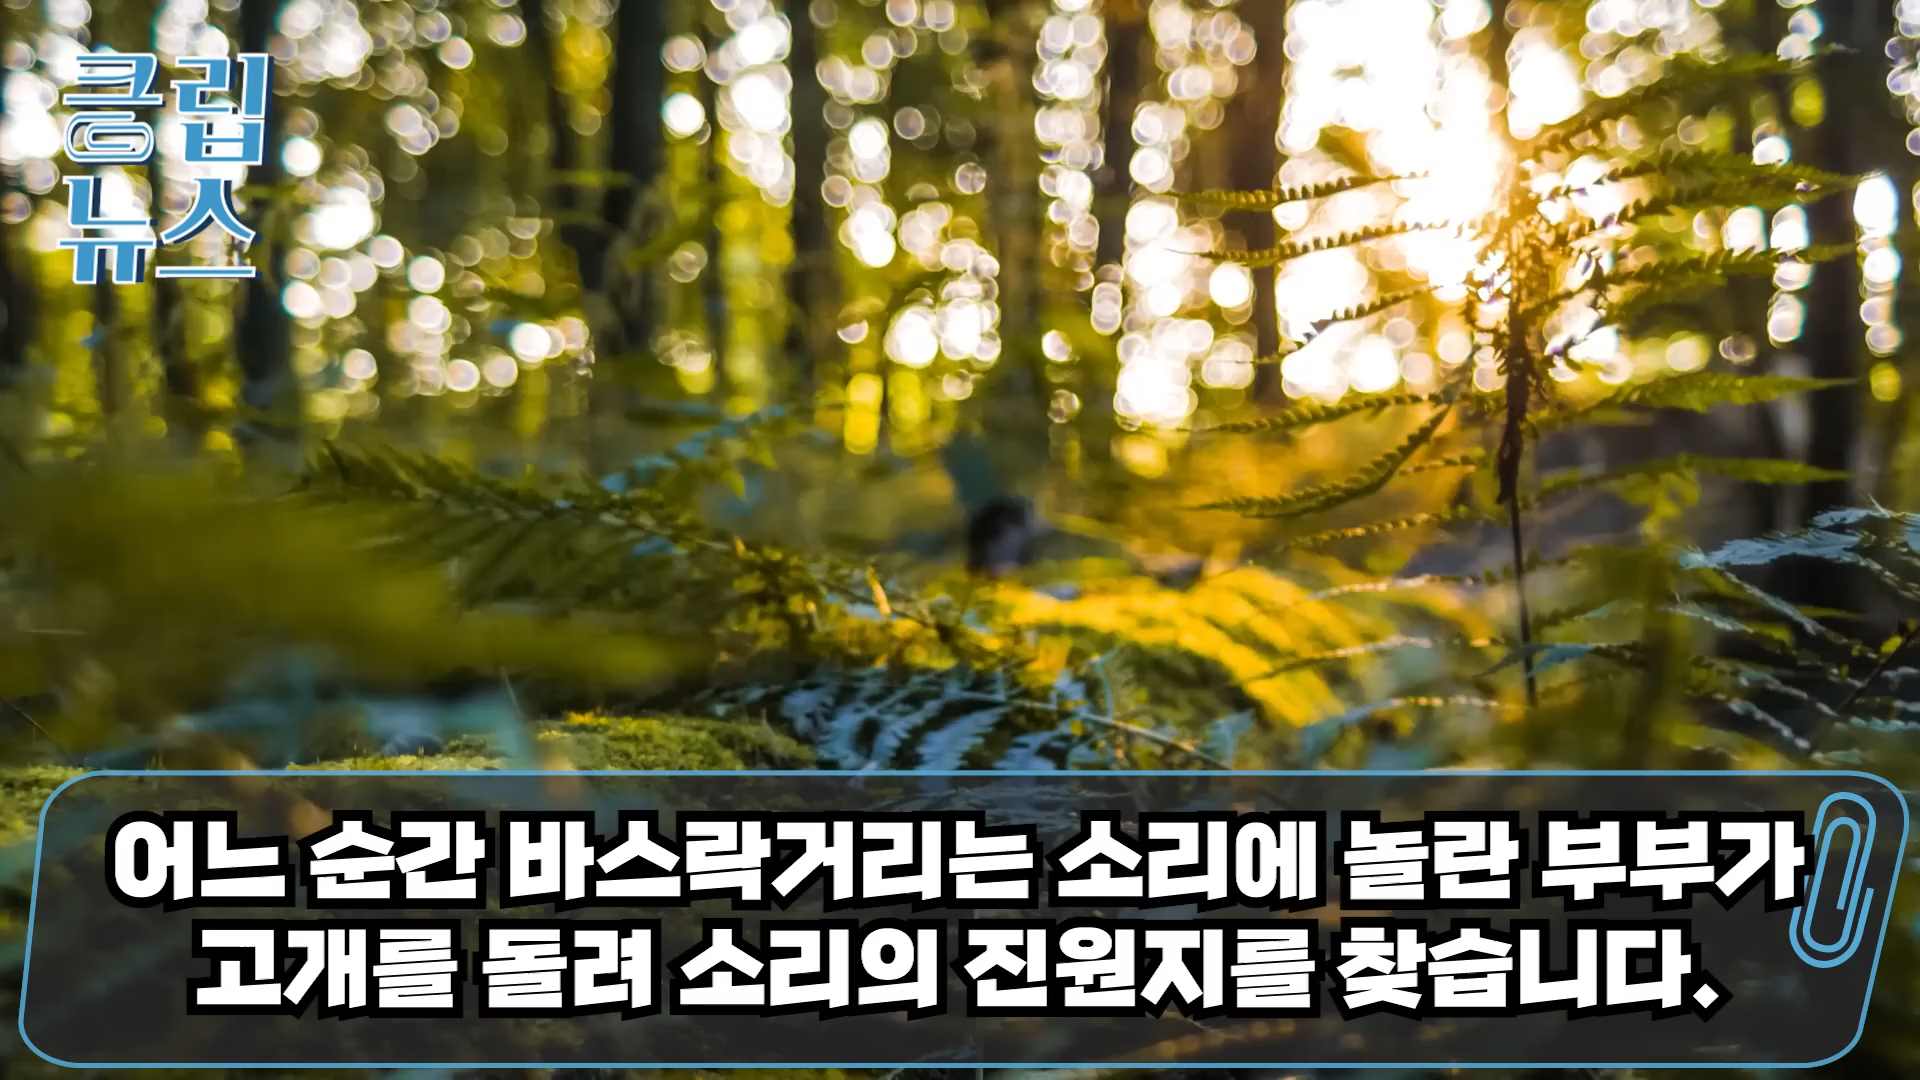 클립
뉴스
어느 순간 바스락거리는 소리에 놀란 부부가
고개를 돌려 소리의 진원지를 찾습니다.